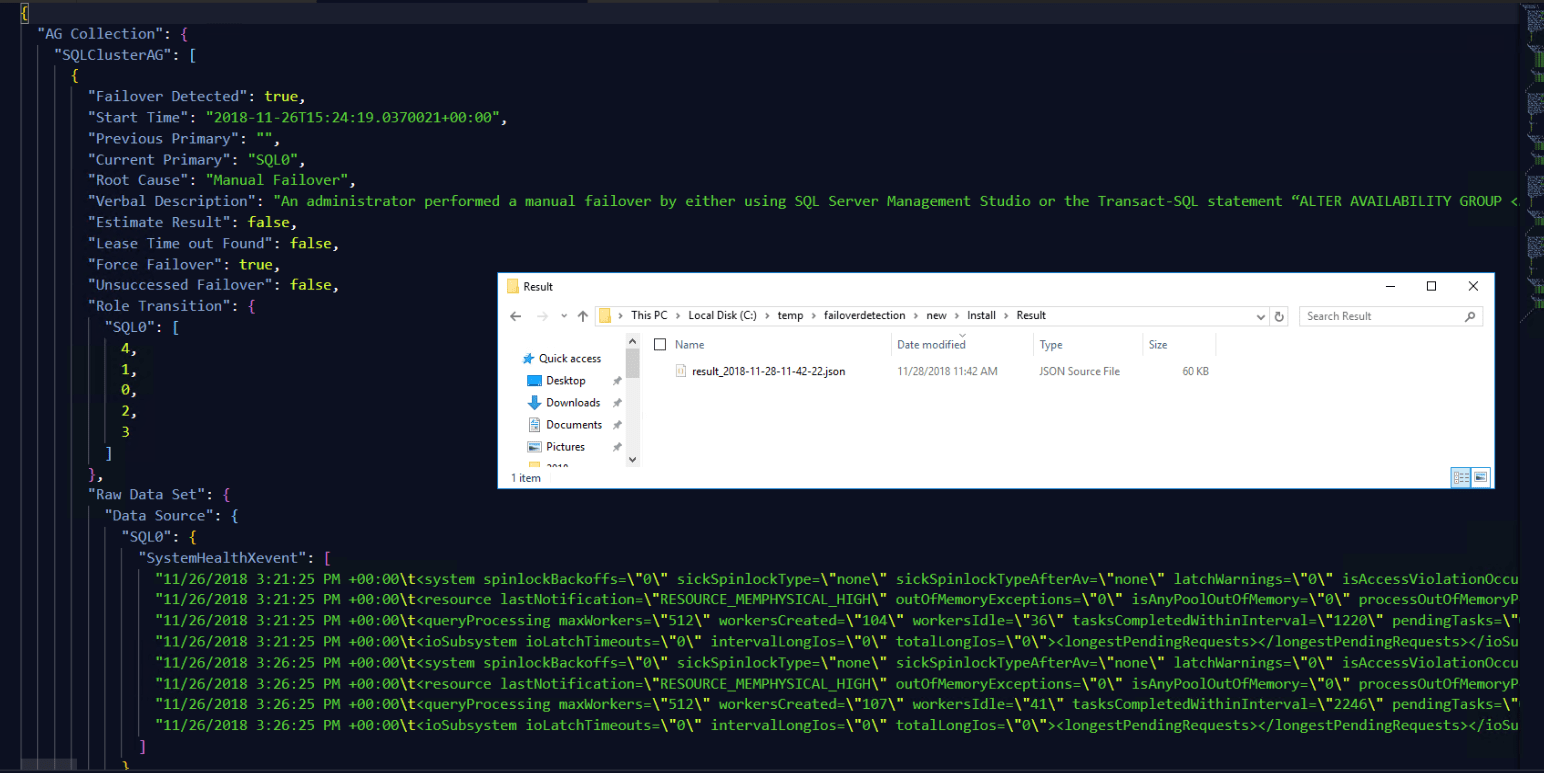 {
"AG Collection": {
"SQLClusterAG": [
{
"Failover Detected": true,
"Start Time": "2018-11-26T15:24:19.0370021+00:00",
"Previous Primary": "",
"Current Primary": "SQL0",
"Root Cause": "Manual Failover",
"Verbal Description": "An administrator performed a manual failover by either using SQL Server Management Studio or the Transact-SQL statement “ALTER AVAILABILITY GROUP <
"Estimate Result": false,
"Lease Time out Found": false,
"Force Failover": true,
"Unsuccessed Failover": false,
"Role Transition": {
"SQL0": [
4,
1,
0,
2,
3
]
},
"Raw Data Set": {
"Data Source": {
"SQL0": {
"SystemHealthXevent": [
"11/26/2018 3:21:25 PM +00:00\t<system spinlockBackoffs=\"0\" sickSpinlockType=\"none\" sickSpinlockTypeAfterAv=\"none\" latchWarnings=\"0\" isAccessViolationOccu
"11/26/2018 3:21:25 PM +00:00\t<resource lastNotification=\"RESOURCE_MEMPHYSICAL_HIGH\" outOfMemoryExceptions=\"0\" isAnyPoolOutOfMemory=\"0\" processOutOfMemoryP
"11/26/2018 3:21:25 PM +00:00\t<queryProcessing maxWorkers=\"512\" workersCreated=\"104\" workersIdle=\"36\" tasksCompletedWithinInterval=\"1220\" pendingTasks=\"
"11/26/2018 3:21:25 PM +00:00\t<ioSubsystem ioLatchTimeouts=\"0\" intervalLongIos=\"0\" totalLongIos=\"0\"><longestPendingRequests></longestPendingRequests></ioSu
"11/26/2018 3:26:25 PM +00:00\t<system spinlockBackoffs=\"0\" sickSpinlockType=\"none\" sickSpinlockTypeAfterAv=\"none\" latchWarnings=\"0\" isAccessViolationOccu
"11/26/2018 3:26:25 PM +00:00\t<resource lastNotification=\"RESOURCE_MEMPHYSICAL_HIGH\" outOfMemoryExceptions=\"0\" isAnyPoolOutOfMemory=\"0\" processOutOfMemoryP
"11/26/2018 3:26:25 PM +00:00\t<queryProcessing maxWorkers=\"512\" workersCreated=\"107\" workersIdle=\"41\" tasksCompletedWithinInterval=\"2246\" pendingTasks=\"
"11/26/2018 3:26:25 PM +00:00\t<ioSubsystem ioLatchTimeouts=\"0\" intervalLongIos=\"0\" totalLongIos=\"0\"><longestPendingRequests></longestPendingRequests></ioSu
]
}
Result
This PC > Local Disk (C:) > temp > failoverdetection > new > Install > Result
Search Result
Name Date modified Type Size
result_2018-11-28-11-42-22.json 11/28/2018 11:42 AM JSON Source File 60 KB
Quick access
Desktop
Downloads
Documents
Pictures
2018
1 item